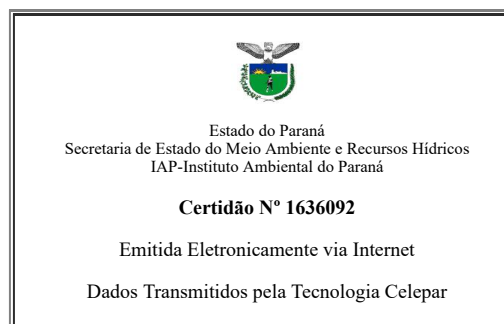 Estado do Paraná
Secretaria de Estado do Meio Ambiente e Recursos Hídricos
IAP-Instituto Ambiental do Paraná
Certidão Nº 1636092
Emitida Eletronicamente via Internet
Dados Transmitidos pela Tecnologia Celepar